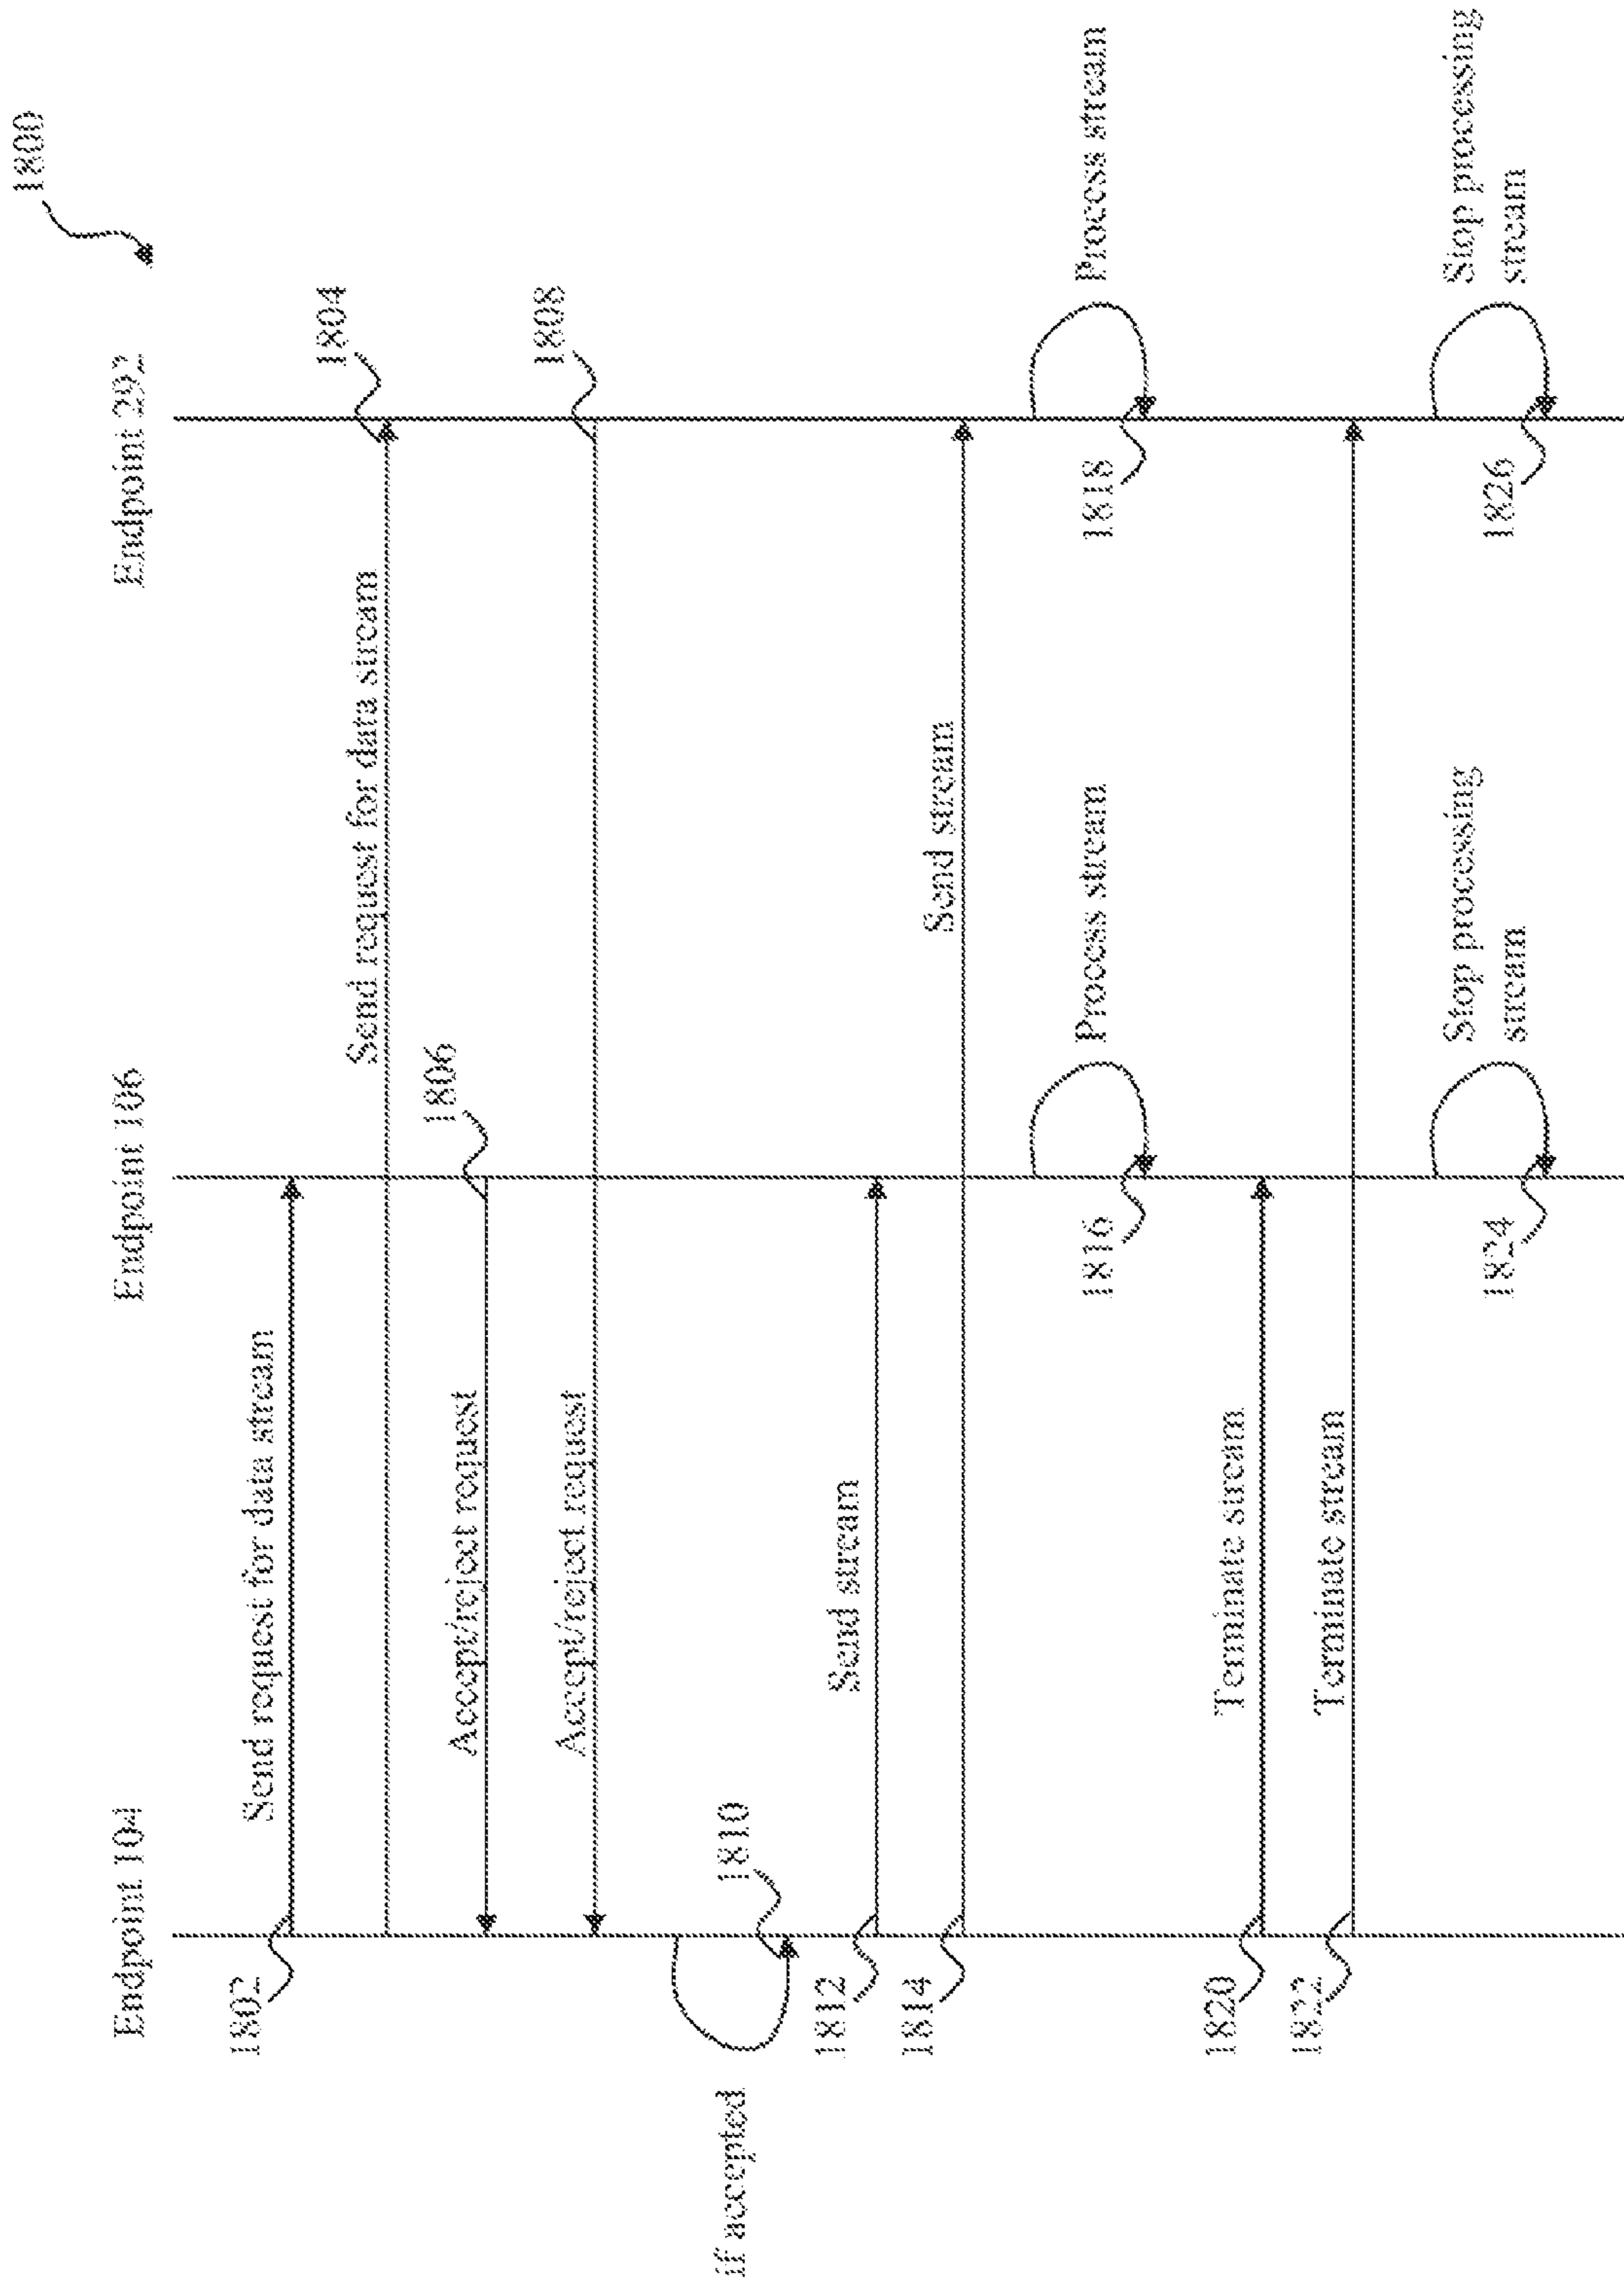 1800
Endpoint 104
Endpoint 106
Endpoint 292
1802
Send request for data stream
Send request for data stream
1804
Accept/reject request
1806
Accept/reject request
1808
if accepted
1810
1812
Send stream
1814
Send stream
1816
Process stream
1818
Process stream
1820
Terminate stream
1822
Terminate stream
1824
Stop processing
stream
1826
Stop processing
stream